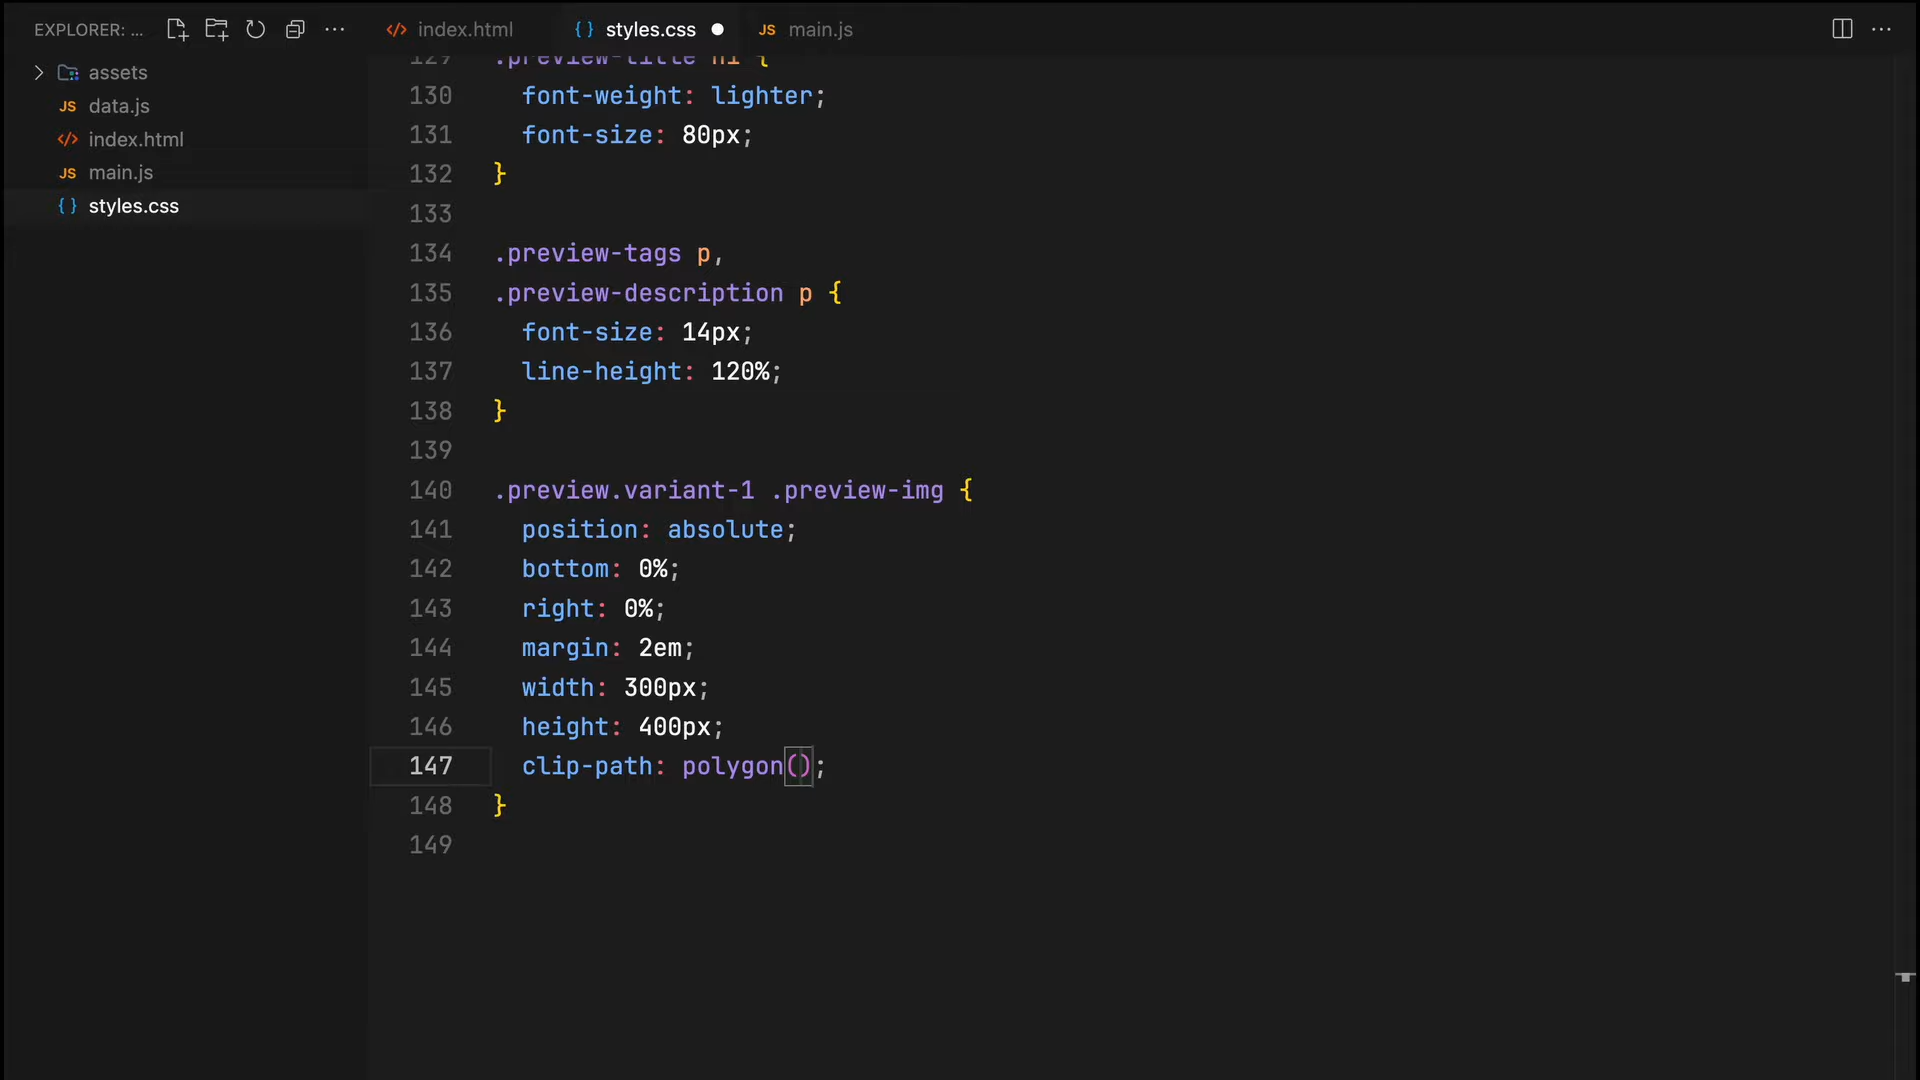 EXPLORER: ...
index.html
styles.css
JS main.js
assets
JS data.js
index.html
JS main.js
styles.css
129 .preview-title h1 {
130 font-weight: lighter;
131 font-size: 80px;
132 }
133
134 .preview-tags p,
135 .preview-description p {
136 font-size: 14px;
137 line-height: 120%;
138 }
139
140 .preview.variant-1 .preview-img {
141 position: absolute;
142 bottom: 0%;
143 right: 0%;
144 margin: 2em;
145 width: 300px;
146 height: 400px;
147 clip-path: polygon();
148 }
149